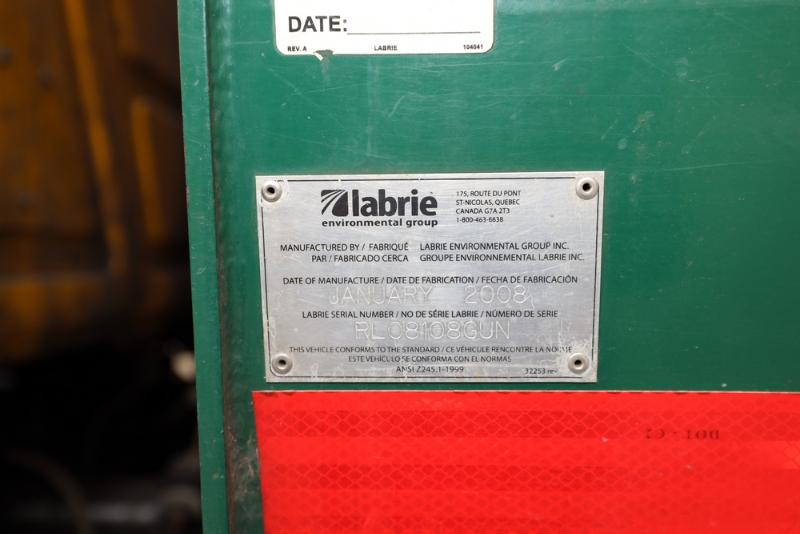 DATE:
REV. A LABRIE 104041
labrie
environmental group
175, ROUTE DU PONT
ST-NICOLAS, QUEBEC
CANADA G7A 2T3
1-800-463-6638
MANUFACTURED BY / FABRIQUÉ LABRIE ENVIRONMENTAL GROUP INC.
PAR / FABRICADO CERCA GROUPE ENVIRONNEMENTAL LABRIE INC.
DATE OF MANUFACTURE / DATE DE FABRICATION / FECHA DE FABRICACIÓN
JANUARY 2008
LABRIE SERIAL NUMBER / NO DE SÉRIE LABRIE / NÚMERO DE SERIE
RL08108GUN
THIS VEHICLE CONFORMS TO THE STANDARD / CE VÉHICULE RENCONTRE LA NORME
ESTE VEHÍCULO SE CONFORMA CON EL NORMAS
ANSI Z245.1-1999
32253 rev
DOT-C2